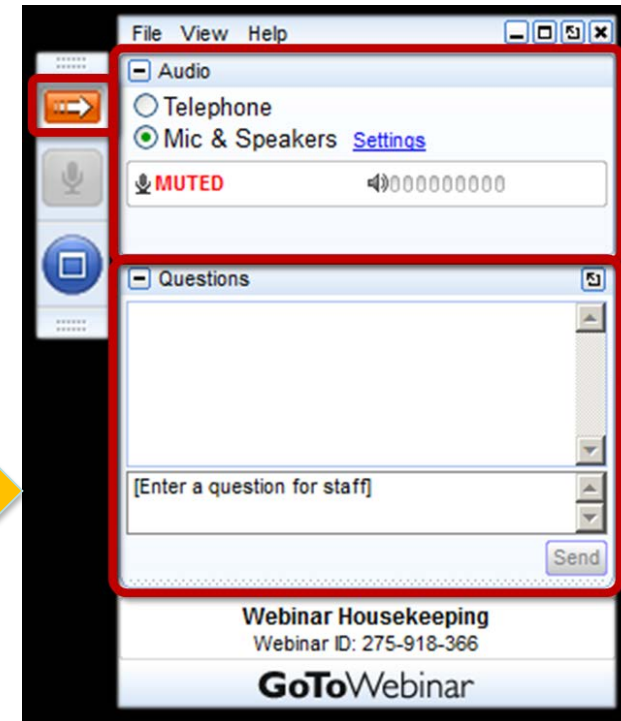 File View Help
Audio
Telephone
Mic & Speakers Settings
MUTED
Questions
[Enter a question for staff]
Send
Webinar Housekeeping
Webinar ID: 275-918-366
GoToWebinar